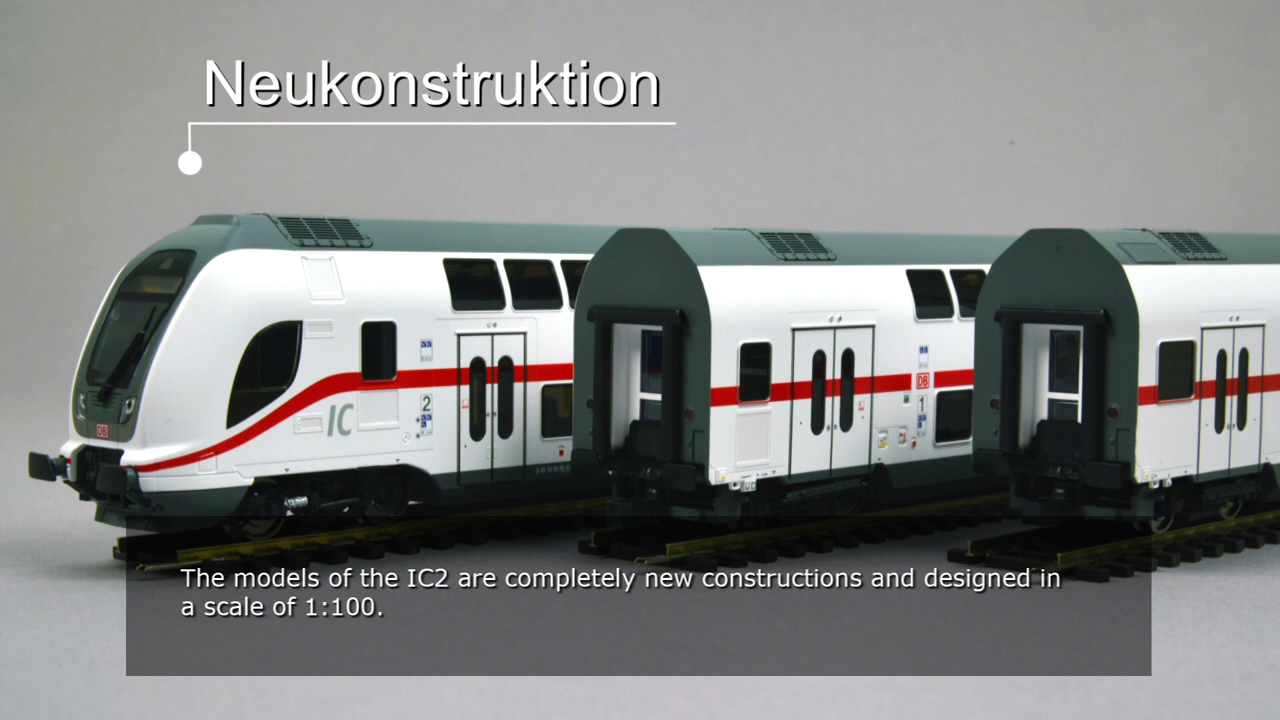 Neukonstruktion
IC
2
DB
DB
1
The models of the IC2 are completely new constructions and designed in
a scale of 1:100.